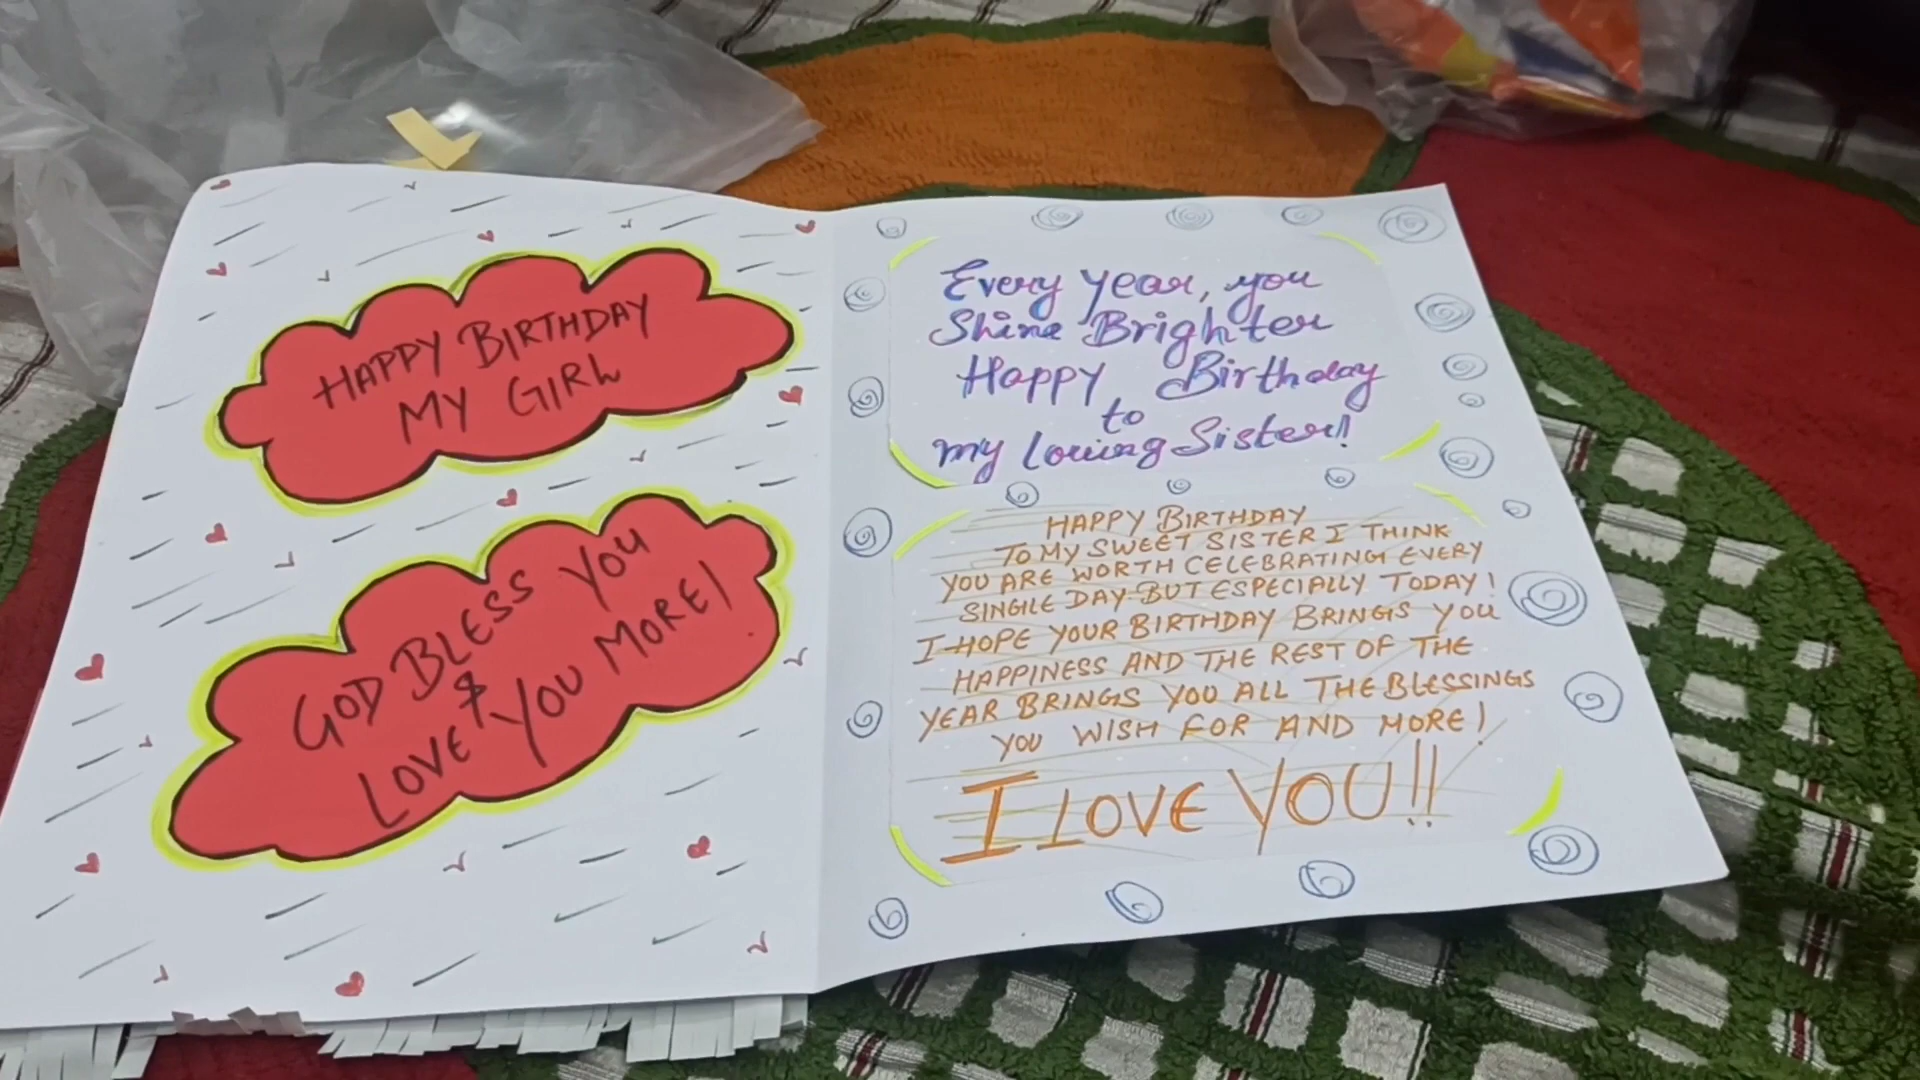 HAPPY BIRTHDAY
MY GIRL
GOD BLESS YOU
&
LOVE YOU MORE!
Every year, you
Shine Brighter
Happy Birthday
to
my loving Sister!
HAPPY BIRTHDAY
TO MY SWEET SISTER I THINK
YOU ARE WORTH CELEBRATING EVERY
SINGLE DAY BUT ESPECIALLY TODAY!
I HOPE YOUR BIRTHDAY BRINGS YOU
HAPPINESS AND THE REST OF THE
YEAR BRINGS YOU ALL THE BLESSINGS
YOU WISH FOR AND MORE!
I LOVE YOU!!